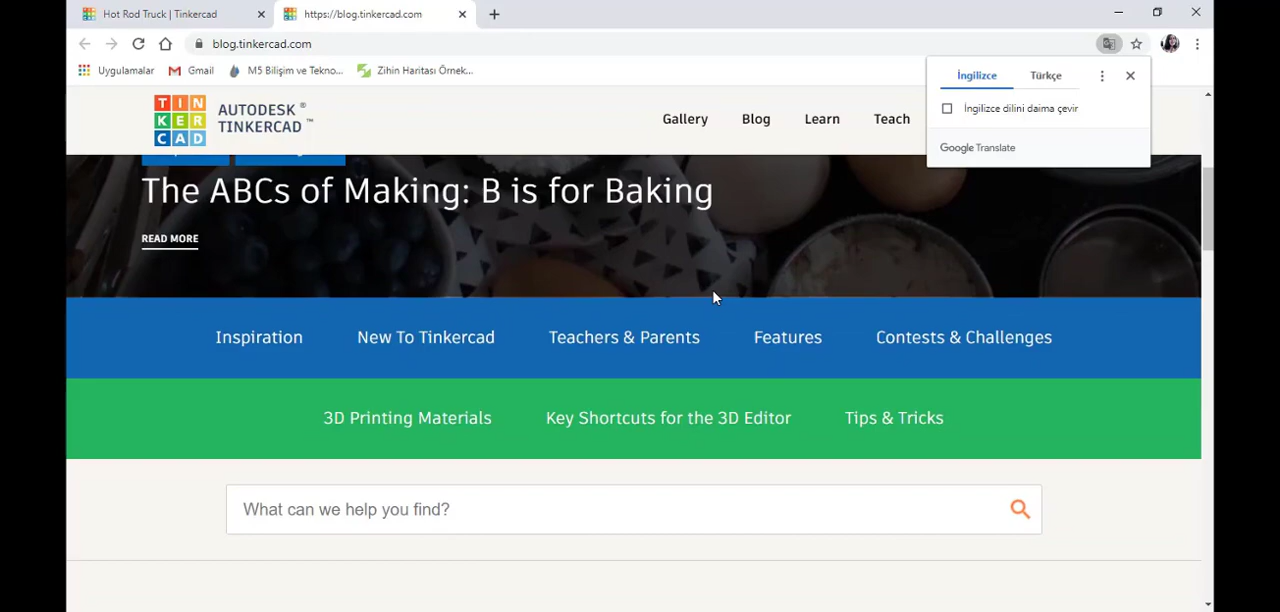 Hot Rod Truck | Tinkercad
https://blog.tinkercad.com
blog.tinkercad.com
Uygulamalar
Gmail
M5 Bilişim ve Tekno...
Zihin Haritası Örnek...
İngilizce
Türkçe
İngilizce dilini daima çevir
Google Translate
TIN
KER
CAD
AUTODESK ®
TINKERCAD ™
Gallery
Blog
Learn
Teach
The ABCs of Making: B is for Baking
READ MORE
Inspiration
New To Tinkercad
Teachers & Parents
Features
Contests & Challenges
3D Printing Materials
Key Shortcuts for the 3D Editor
Tips & Tricks
What can we help you find?